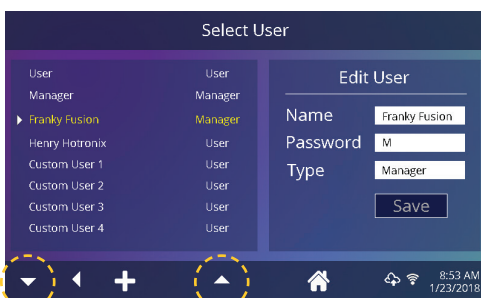 Select User
User User
Manager Manager
Franky Fusion Manager
Henry Hotronix User
Custom User 1 User
Custom User 2 User
Custom User 3 User
Custom User 4 User
Edit User
Name Franky Fusion
Password M
Type Manager
Save
8:53 AM
1/23/2018